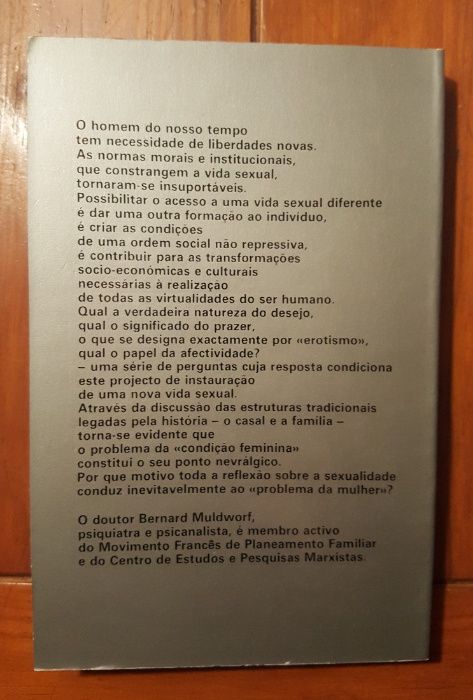 O homem do nosso tempo
tem necessidade de liberdades novas.
As normas morais e institucionais,
que constrangem a vida sexual,
tornaram-se insuportáveis.
Possibilitar o acesso a uma vida sexual diferente
é dar uma outra formação ao indivíduo,
é criar as condições
de uma ordem social não repressiva,
é contribuir para as transformações
socio-económicas e culturais
necessárias à realização
de todas as virtualidades do ser humano.
Qual a verdadeira natureza do desejo,
qual o significado do prazer,
o que se designa exactamente por «erotismo»,
qual o papel da afectividade?
– uma série de perguntas cuja resposta condiciona
este projecto de instauração
de uma nova vida sexual.
Através da discussão das estruturas tradicionais
legadas pela história – o casal e a família –
torna-se evidente que
o problema da «condição feminina»
constitui o seu ponto nevrálgico.
Por que motivo toda a reflexão sobre a sexualidade
conduz inevitavelmente ao «problema da mulher»?
O doutor Bernard Muldworf,
psiquiatra e psicanalista, é membro activo
do Movimento Francês de Planeamento Familiar
e do Centro de Estudos e Pesquisas Marxistas.